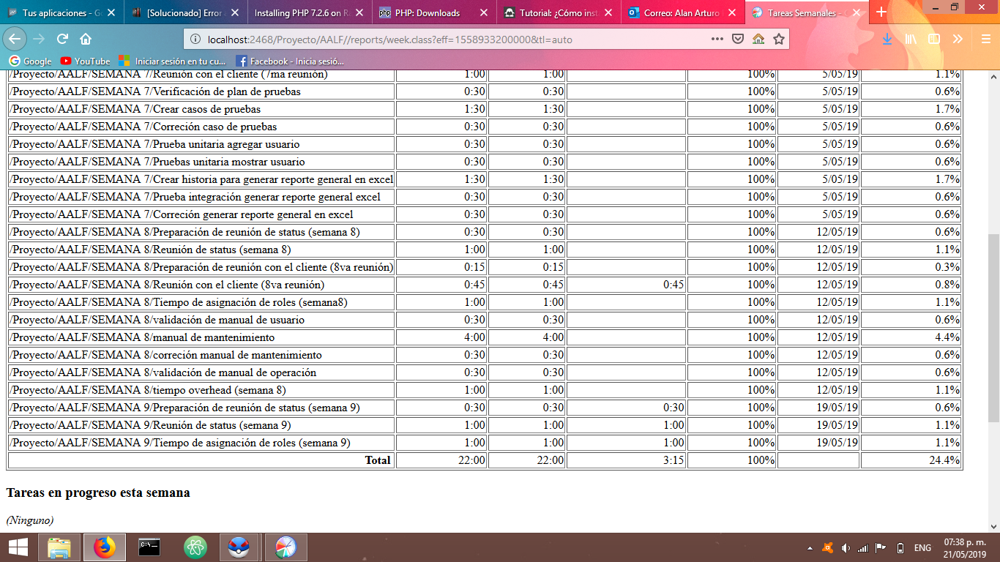 Tus aplicaciones - G
[Solucionado] Error
Installing PHP 7.2.6 on
php PHP: Downloads
Tutorial: ¿Cómo inst
Correo: Alan Arturo
Tareas Semanales -
localhost:2468/Proyecto/AALF//reports/week.class?eff=1558933200000&tl=auto
Google YouTube Iniciar sesión en tu cu... Facebook - Inicia sesió...
/Proyecto/AALF/SEMANA 7/Reunión con el cliente (7ma reunión) 1:00 1:00 100% 5/05/19 1.1%
/Proyecto/AALF/SEMANA 7/Verificación de plan de pruebas 0:30 0:30 100% 5/05/19 0.6%
/Proyecto/AALF/SEMANA 7/Crear casos de pruebas 1:30 1:30 100% 5/05/19 1.7%
/Proyecto/AALF/SEMANA 7/Correción caso de pruebas 0:30 0:30 100% 5/05/19 0.6%
/Proyecto/AALF/SEMANA 7/Prueba unitaria agregar usuario 0:30 0:30 100% 5/05/19 0.6%
/Proyecto/AALF/SEMANA 7/Pruebas unitaria mostrar usuario 0:30 0:30 100% 5/05/19 0.6%
/Proyecto/AALF/SEMANA 7/Crear historia para generar reporte general en excel 1:30 1:30 100% 5/05/19 1.7%
/Proyecto/AALF/SEMANA 7/Prueba integración generar reporte general excel 0:30 0:30 100% 5/05/19 0.6%
/Proyecto/AALF/SEMANA 7/Correción generar reporte general en excel 0:30 0:30 100% 5/05/19 0.6%
/Proyecto/AALF/SEMANA 8/Preparación de reunión de status (semana 8) 0:30 0:30 100% 12/05/19 0.6%
/Proyecto/AALF/SEMANA 8/Reunión de status (semana 8) 1:00 1:00 100% 12/05/19 1.1%
/Proyecto/AALF/SEMANA 8/Preparación de reunión con el cliente (8va reunión) 0:15 0:15 100% 12/05/19 0.3%
/Proyecto/AALF/SEMANA 8/Reunión con el cliente (8va reunión) 0:45 0:45 0:45 100% 12/05/19 0.8%
/Proyecto/AALF/SEMANA 8/Tiempo de asignación de roles (semana8) 1:00 1:00 100% 12/05/19 1.1%
/Proyecto/AALF/SEMANA 8/validación de manual de usuario 0:30 0:30 100% 12/05/19 0.6%
/Proyecto/AALF/SEMANA 8/manual de mantenimiento 4:00 4:00 100% 12/05/19 4.4%
/Proyecto/AALF/SEMANA 8/correción manual de mantenimiento 0:30 0:30 100% 12/05/19 0.6%
/Proyecto/AALF/SEMANA 8/validación de manual de operación 0:30 0:30 100% 12/05/19 0.6%
/Proyecto/AALF/SEMANA 8/tiempo overhead (semana 8) 1:00 1:00 100% 12/05/19 1.1%
/Proyecto/AALF/SEMANA 9/Preparación de reunión de status (semana 9) 0:30 0:30 0:30 100% 19/05/19 0.6%
/Proyecto/AALF/SEMANA 9/Reunión de status (semana 9) 1:00 1:00 1:00 100% 19/05/19 1.1%
/Proyecto/AALF/SEMANA 9/Tiempo de asignación de roles (semana 9) 1:00 1:00 1:00 100% 19/05/19 1.1%
Total 22:00 22:00 3:15 100% 24.4%
Tareas en progreso esta semana
(Ninguno)
ENG
07:38 p. m.
21/05/2019